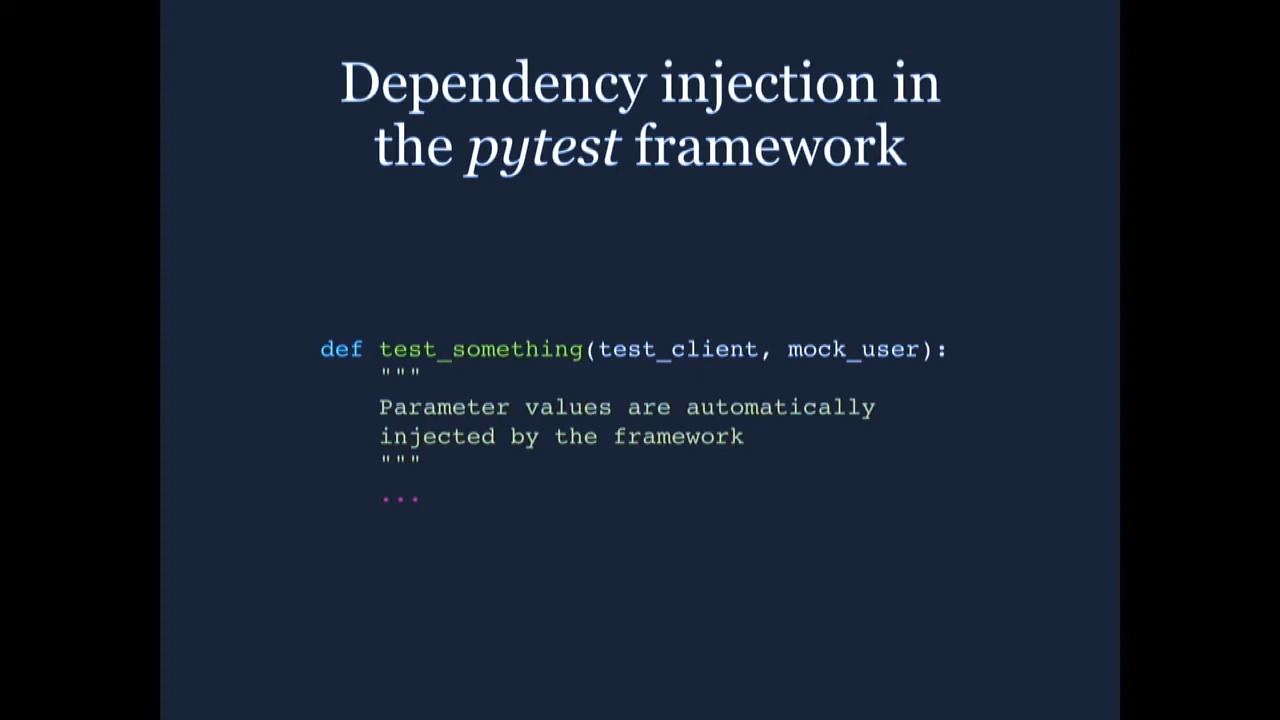 Dependency injection in
the pytest framework
def test_something(test_client, mock_user):
"""
Parameter values are automatically
injected by the framework
"""
...